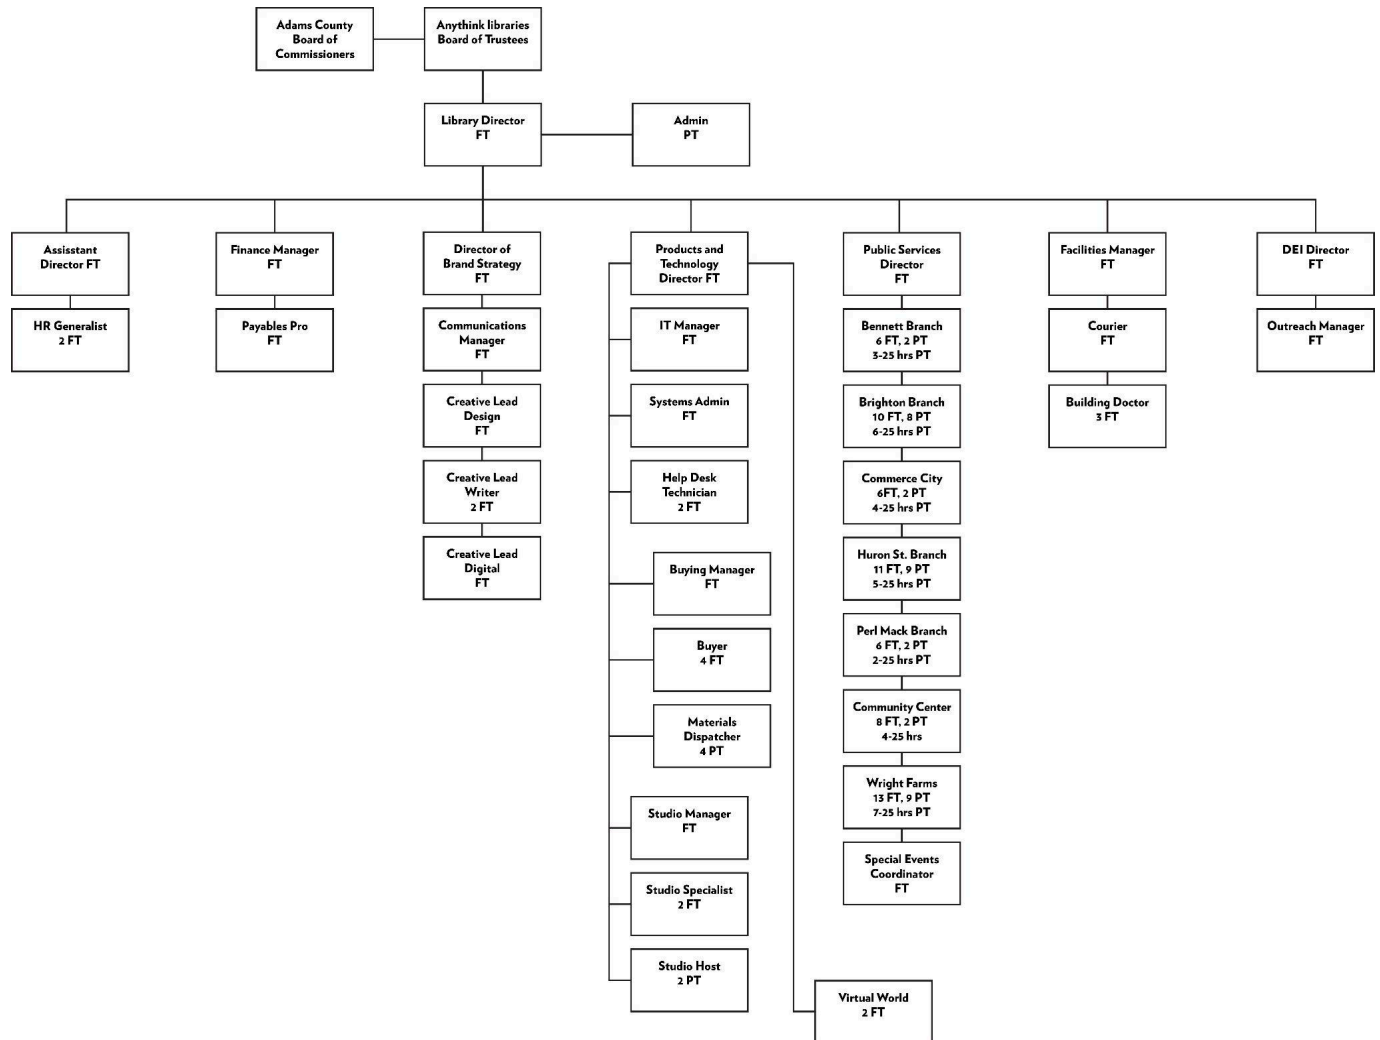 Adams County
Board of
Commissioners
Anythink libraries
Board of Trustees
Library Director
FT
Admin
PT
Assisstant
Director FT
HR Generalist
2 FT
Finance Manager
FT
Payables Pro
FT
Director of
Brand Strategy
FT
Communications
Manager
FT
Creative Lead
Design
FT
Creative Lead
Writer
2 FT
Creative Lead
Digital
FT
Products and
Technology
Director FT
IT Manager
FT
Systems Admin
FT
Help Desk
Technician
2 FT
Buying Manager
FT
Buyer
4 FT
Materials
Dispatcher
4 PT
Studio Manager
FT
Studio Specialist
2 FT
Studio Host
2 PT
Virtual World
2 FT
Public Services
Director
FT
Bennett Branch
6 FT, 2 PT
3-25 hrs PT
Brighton Branch
10 FT, 8 PT
6-25 hrs PT
Commerce City
6FT, 2 PT
4-25 hrs PT
Huron St. Branch
11 FT, 9 PT
5-25 hrs PT
Perl Mack Branch
6 FT, 2 PT
2-25 hrs PT
Community Center
8 FT, 2 PT
4-25 hrs
Wright Farms
13 FT, 9 PT
7-25 hrs PT
Special Events
Coordinator
FT
Facilities Manager
FT
Courier
FT
Building Doctor
3 FT
DEI Director
FT
Outreach Manager
FT